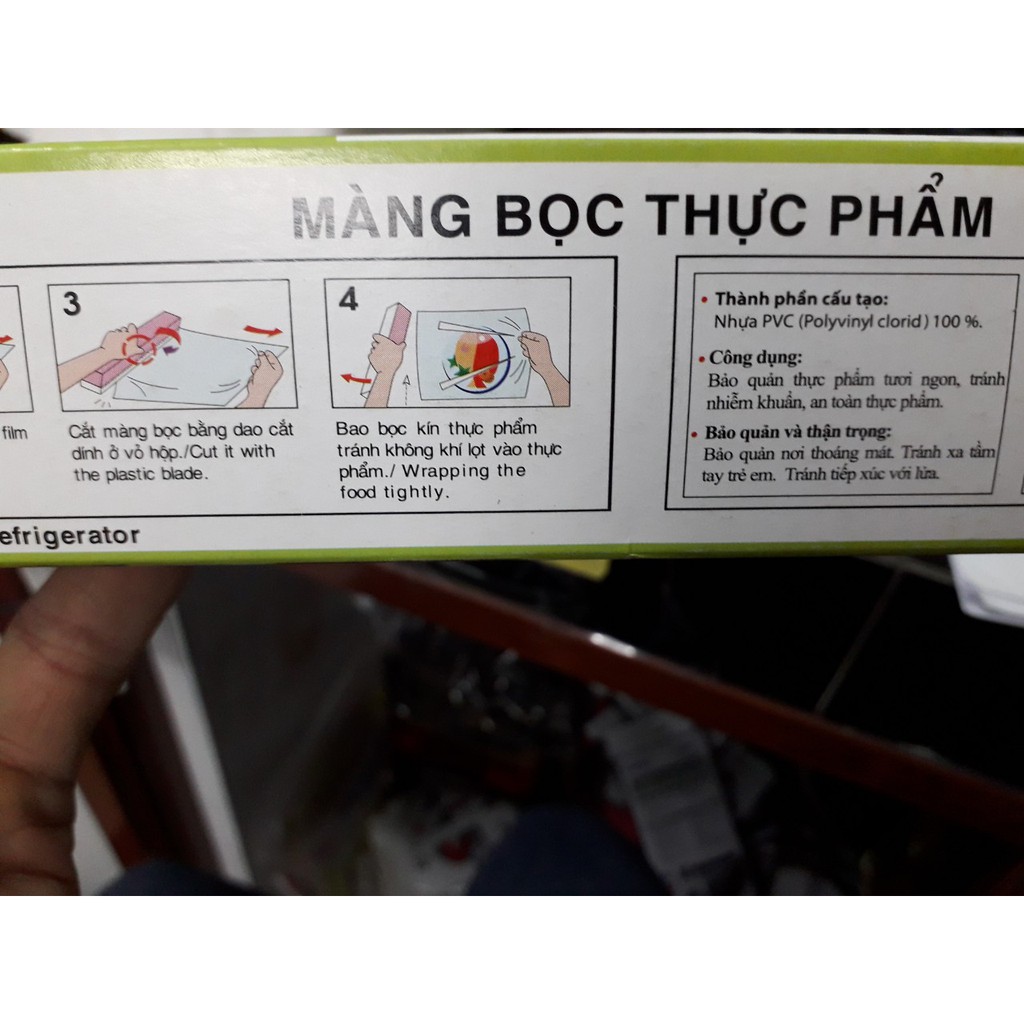 MÀNG BỌC THỰC PHẨM
film
3
Cắt màng bọc bằng dao cắt
dính ở vỏ hộp./Cut it with
the plastic blade.
4
Bao bọc kín thực phẩm
tránh không khí lọt vào thực
phẩm./ Wrapping the
food tightly.
efrigerator
• Thành phần cấu tạo:
Nhựa PVC (Polyvinyl clorid) 100 %.
• Công dụng:
Bảo quản thực phẩm tươi ngon, tránh
nhiễm khuẩn, an toàn thực phẩm.
• Bảo quản và thận trọng:
Bảo quản nơi thoáng mát. Tránh xa tầm
tay trẻ em. Tránh tiếp xúc với lửa.